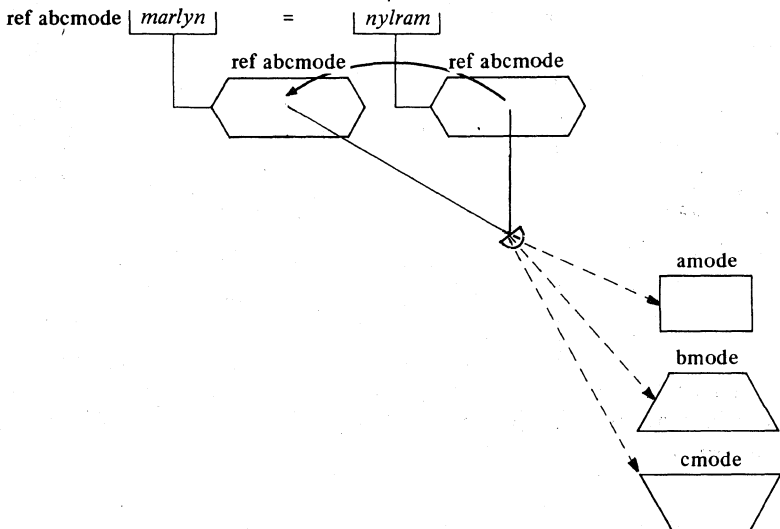 ref abcmode marlyn = nylram
ref abcmode ref abcmode
amode
bmode
cmode